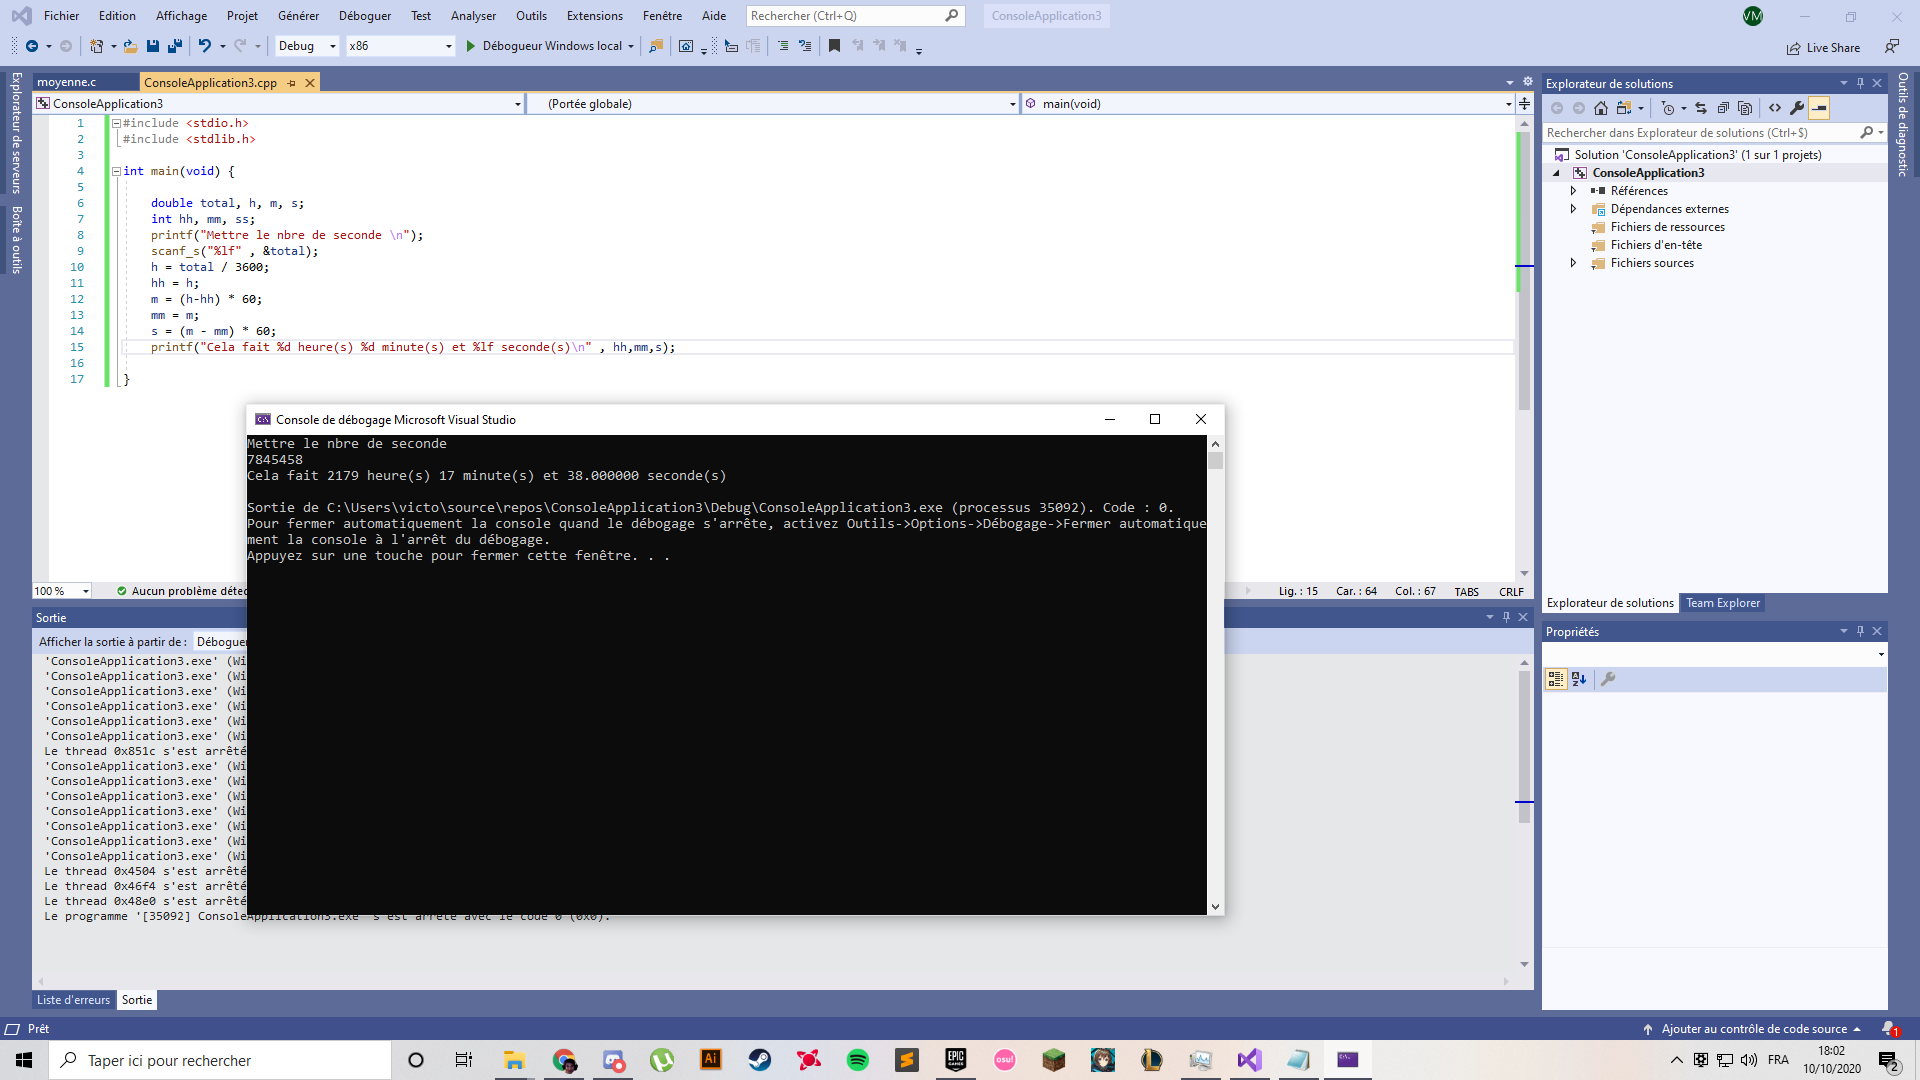 Fichier Edition Affichage Projet Générer Déboguer Test Analyser Outils Extensions Fenêtre Aide Rechercher (Ctrl+Q) ConsoleApplication3 VM
Debug x86 Débogueur Windows local Live Share
Explorateur de serveurs
Boîte à outils
moyenne.c ConsoleApplication3.cpp
ConsoleApplication3 (Portée globale) main(void)
1 #include <stdio.h>
2 #include <stdlib.h>
3
4 int main(void) {
5
6 double total, h, m, s;
7 int hh, mm, ss;
8 printf("Mettre le nbre de seconde \n");
9 scanf_s("%lf" , &total);
10 h = total / 3600;
11 hh = h;
12 m = (h-hh) * 60;
13 mm = m;
14 s = (m - mm) * 60;
15 printf("Cela fait %d heure(s) %d minute(s) et %lf seconde(s)\n" , hh,mm,s);
16
17 }
100 % Aucun problème détec
Lig. : 15 Car. : 64 Col. : 67 TABS CRLF
Console de débogage Microsoft Visual Studio
Mettre le nbre de seconde
7845458
Cela fait 2179 heure(s) 17 minute(s) et 38.000000 seconde(s)
Sortie de C:\Users\victo\source\repos\ConsoleApplication3\Debug\ConsoleApplication3.exe (processus 35092). Code : 0.
Pour fermer automatiquement la console quand le débogage s'arrête, activez Outils->Options->Débogage->Fermer automatique
ment la console à l'arrêt du débogage.
Appuyez sur une touche pour fermer cette fenêtre. . .
Sortie
Afficher la sortie à partir de : Déboguer
'ConsoleApplication3.exe' (Wi
'ConsoleApplication3.exe' (Wi
'ConsoleApplication3.exe' (Wi
'ConsoleApplication3.exe' (Wi
'ConsoleApplication3.exe' (Wi
'ConsoleApplication3.exe' (Wi
Le thread 0x851c s'est arrêté
'ConsoleApplication3.exe' (Wi
'ConsoleApplication3.exe' (Wi
'ConsoleApplication3.exe' (Wi
'ConsoleApplication3.exe' (Wi
'ConsoleApplication3.exe' (Wi
'ConsoleApplication3.exe' (Wi
'ConsoleApplication3.exe' (Wi
Le thread 0x4504 s'est arrêté
Le thread 0x46f4 s'est arrêté
Le thread 0x48e0 s'est arrêté
Le programme '[35092] ConsoleApplication3.exe' s'est arrêté avec le code 0 (0x0).
Liste d'erreurs Sortie
Explorateur de solutions
Rechercher dans Explorateur de solutions (Ctrl+$)
Solution 'ConsoleApplication3' (1 sur 1 projets)
ConsoleApplication3
Références
Dépendances externes
Fichiers de ressources
Fichiers d'en-tête
Fichiers sources
Explorateur de solutions Team Explorer
Propriétés
Outils de diagnostic
Prêt Ajouter au contrôle de code source 1
Taper ici pour rechercher
Ai
EPIC GAMES
osu!
FRA
18:02
10/10/2020
2